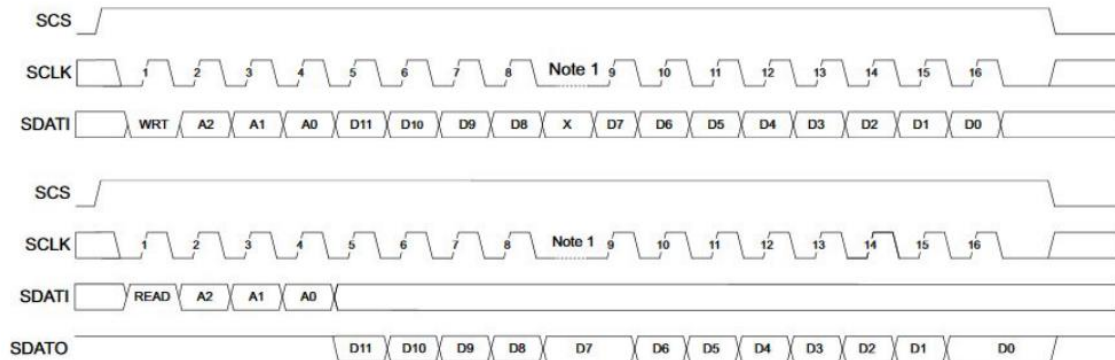 SCS
SCLK 1 2 3 4 5 6 7 8 Note 1 9 10 11 12 13 14 15 16
SDATI WRT A2 A1 A0 D11 D10 D9 D8 X D7 D6 D5 D4 D3 D2 D1 D0
SCS
SCLK 1 2 3 4 5 6 7 8 Note 1 9 10 11 12 13 14 15 16
SDATI READ A2 A1 A0
SDATO D11 D10 D9 D8 D7 D6 D5 D4 D3 D2 D1 D0